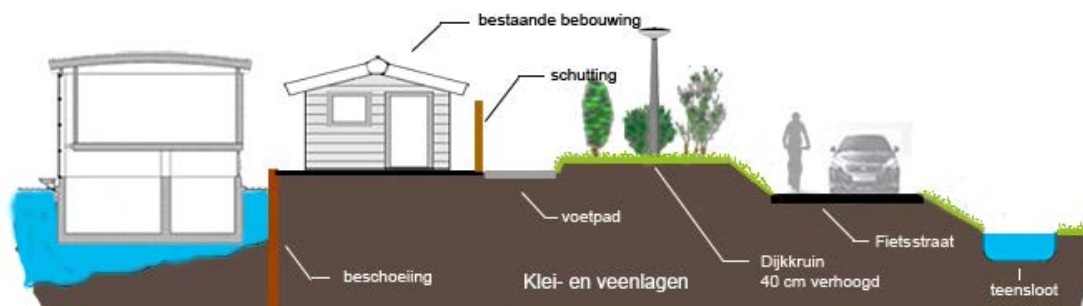 bestaande bebouwing
schutting
voetpad
Fietsstraat
beschoeiing
Klei- en veenlagen
Dijkkruin
40 cm verhoogd
teensloot